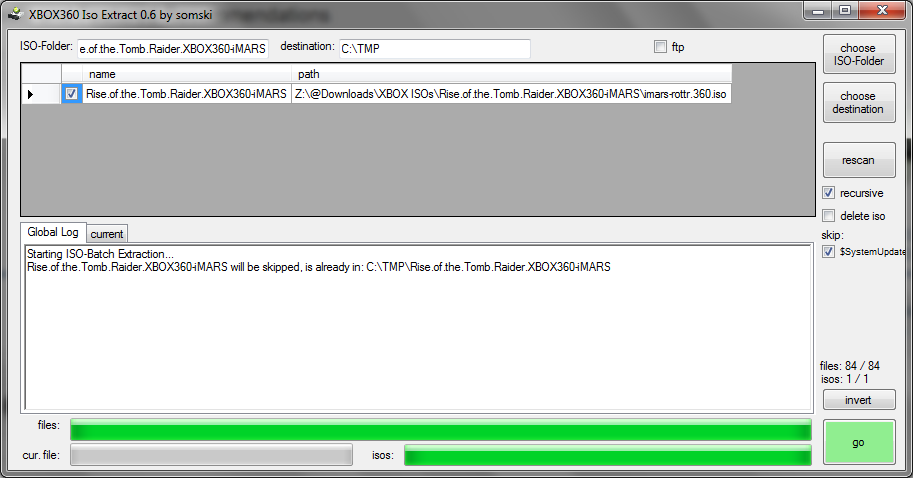 mendations
XBOX360 Iso Extract 0.6 by somski
ISO-Folder: e.of.the.Tomb.Raider.XBOX360-iMARS destination: C:\TMP ftp
choose
ISO-Folder
name path
Rise.of.the.Tomb.Raider.XBOX360-iMARS Z:\@Downloads\XBOX ISOs\Rise.of.the.Tomb.Raider.XBOX360-iMARS\imars-rottr.360.iso
choose
destination
rescan
recursive
delete iso
skip:
$SystemUpdate
Global Log current
Starting ISO-Batch Extraction...
Rise.of.the.Tomb.Raider.XBOX360-iMARS will be skipped, is already in: C:\TMP\Rise.of.the.Tomb.Raider.XBOX360-iMARS
files: 84 / 84
isos: 1 / 1
invert
files:
cur. file: isos:
go